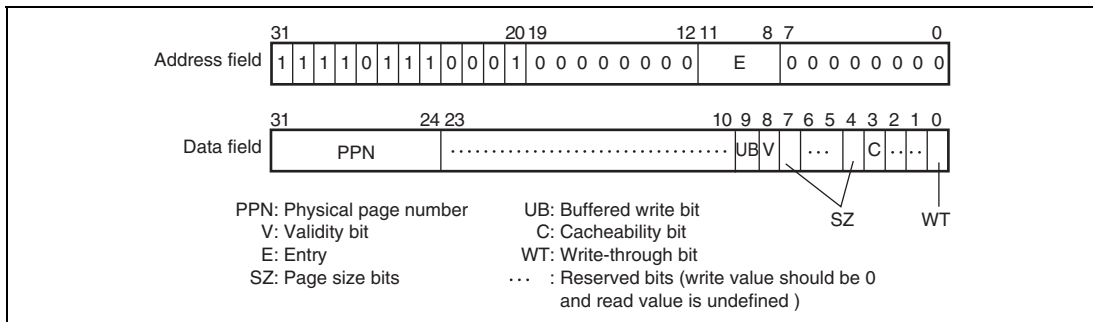 31 20 19 12 11 8 7 0
Address field 1 1 1 1 0 1 1 1 0 0 0 1 0 0 0 0 0 0 0 0 E 0 0 0 0 0 0 0 0
31 24 23 10 9 8 7 6 5 4 3 2 1 0
Data field PPN UB V C
SZ WT
PPN: Physical page number
V: Validity bit
E: Entry
SZ: Page size bits
UB: Buffered write bit
C: Cacheability bit
WT: Write-through bit
... : Reserved bits (write value should be 0
and read value is undefined )